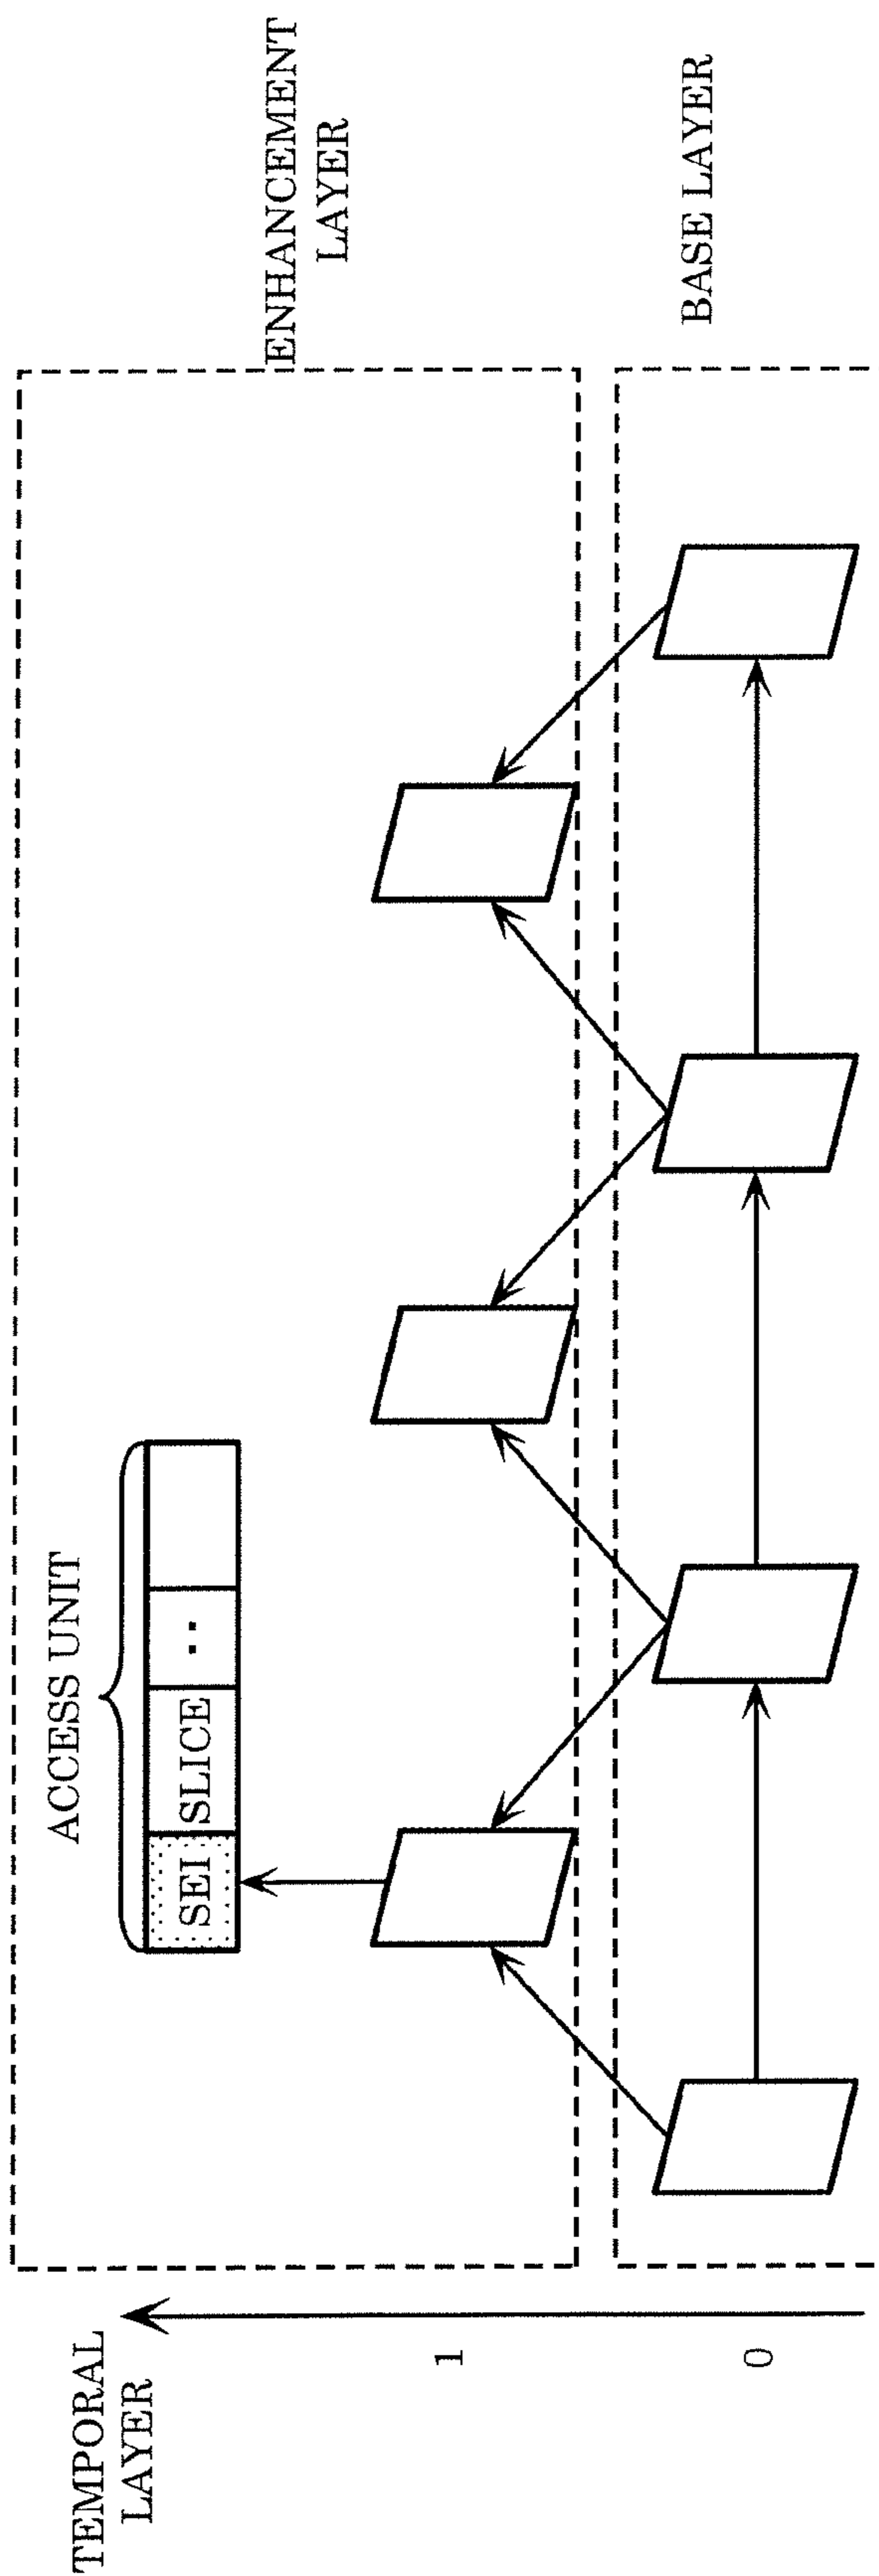 TEMPORAL
LAYER
1
0
ACCESS UNIT
SEI SLICE ..
ENHANCEMENT
LAYER
BASE LAYER